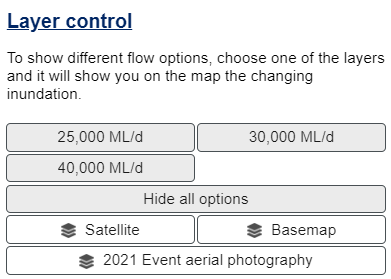 Layer control
To show different flow options, choose one of the layers
and it will show you on the map the changing
inundation.
25,000 ML/d
30,000 ML/d
40,000 ML/d
Hide all options
Satellite
Basemap
2021 Event aerial photography